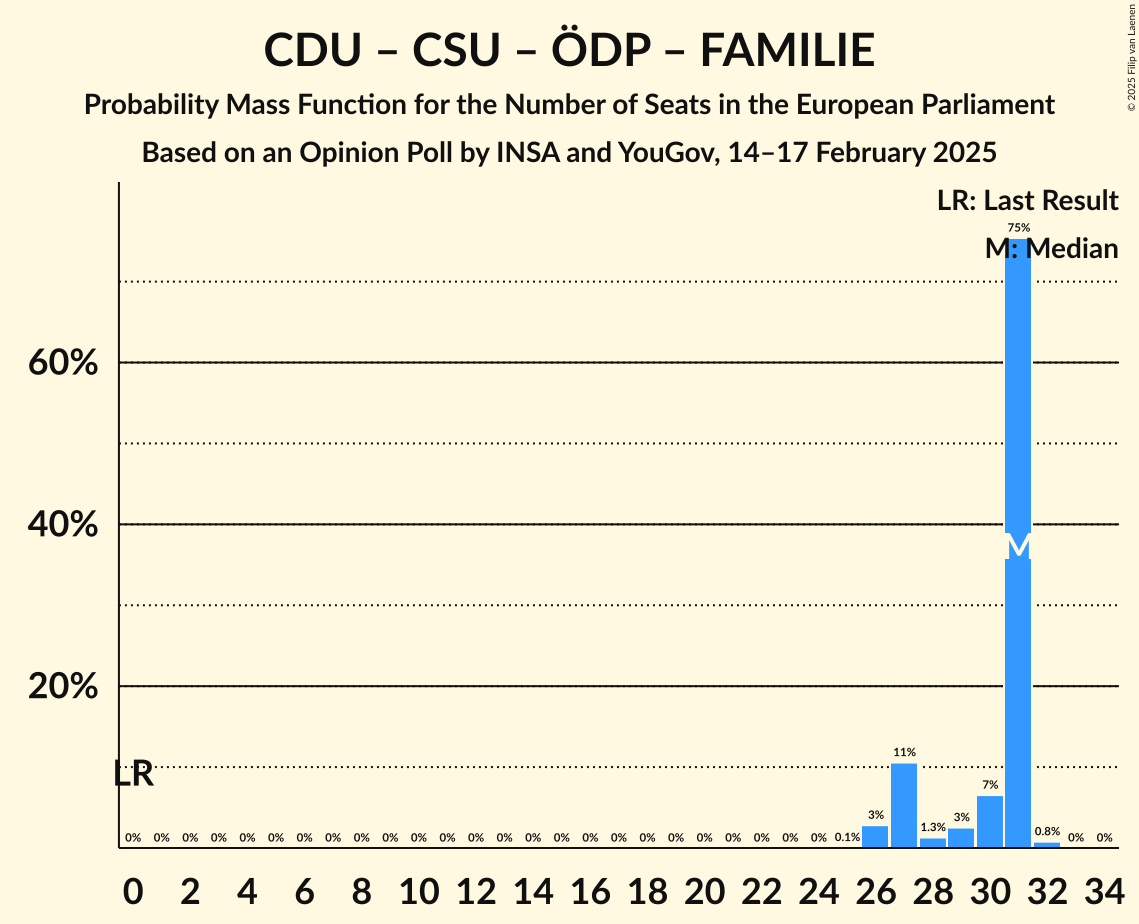 CDU – CSU – ÖDP – FAMILIE
Probability Mass Function for the Number of Seats in the European Parliament
Based on an Opinion Poll by INSA and YouGov, 14–17 February 2025
© 2025 Filip van Laenen
LR: Last Result
75%
M: Median
60%
40%
M
20%
11%
LR
7%
3%
1.3%
3%
0.8%
0% 0% 0% 0% 0% 0% 0% 0% 0% 0% 0% 0% 0% 0% 0% 0% 0% 0% 0% 0% 0% 0% 0% 0% 0% 0.1% 0% 0%
0 2 4 6 8 10 12 14 16 18 20 22 24 26 28 30 32 34